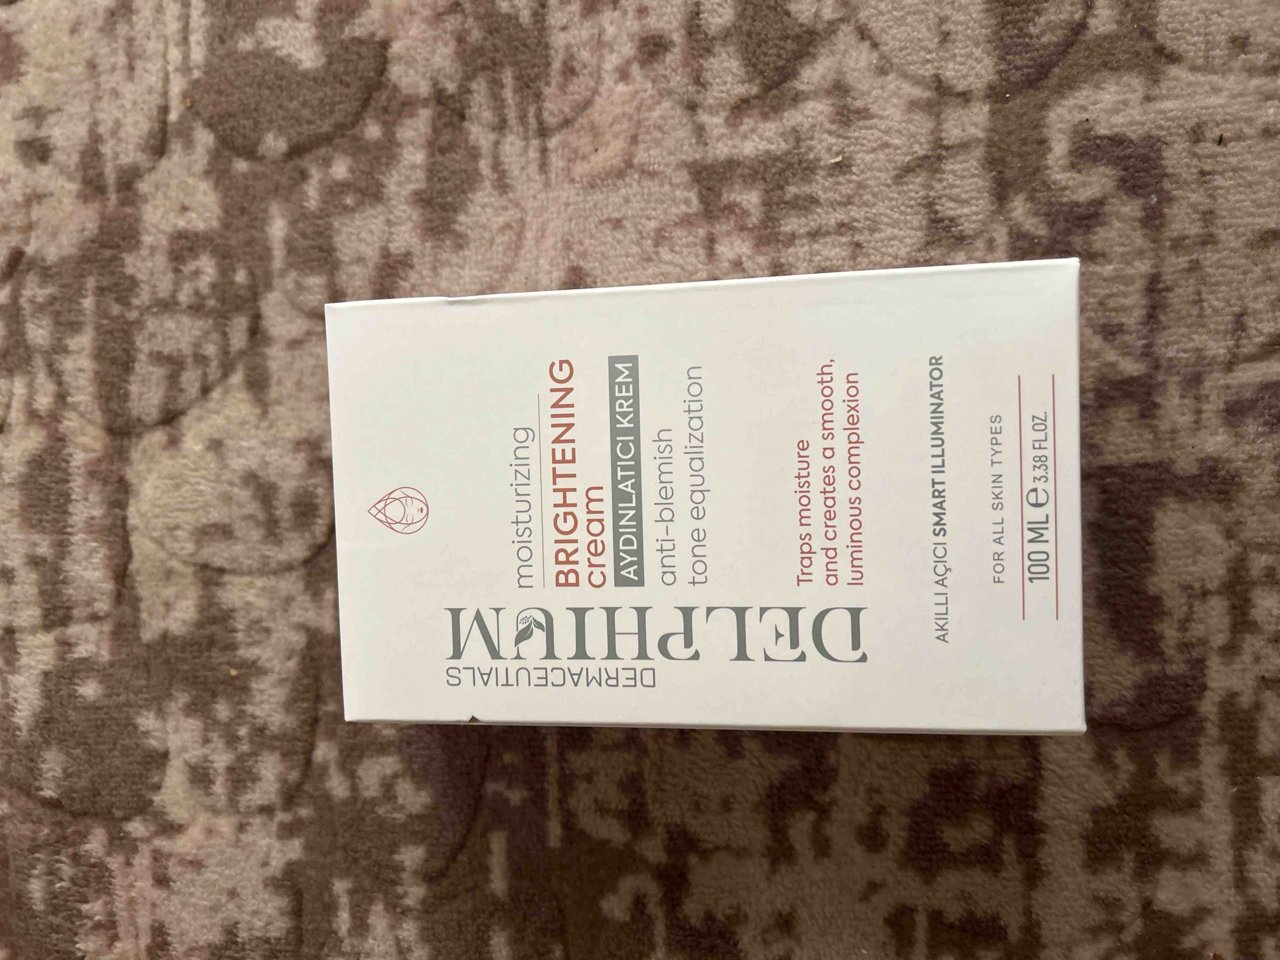 DERMACEUTIALS
DELPHIUM
moisturizing
BRIGHTENING
cream
AYDINLATICI KREM
anti-blemish
tone equalization
Traps moisture
and creates a smooth,
luminous complexion
AKILLI AÇICI SMART ILLUMINATOR
FOR ALL SKIN TYPES
100 ML ℮ 3.38 FL.OZ.